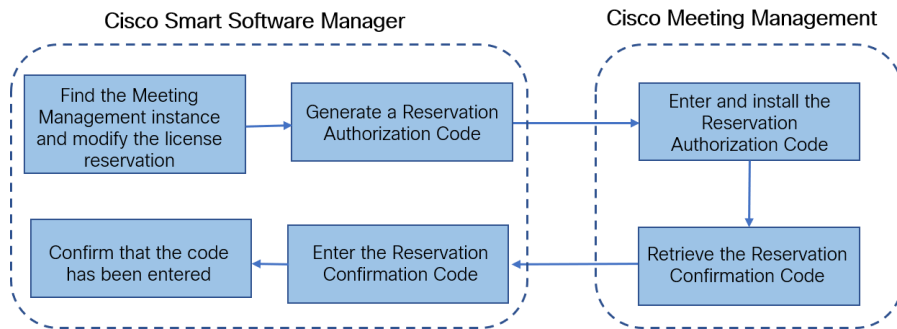 Cisco Smart Software Manager
Cisco Meeting Management
Find the Meeting
Management instance
and modify the license
reservation
Generate a Reservation
Authorization Code
Enter and install the
Reservation
Authorization Code
Retrieve the Reservation
Confirmation Code
Enter the Reservation
Confirmation Code
Confirm that the code
has been entered